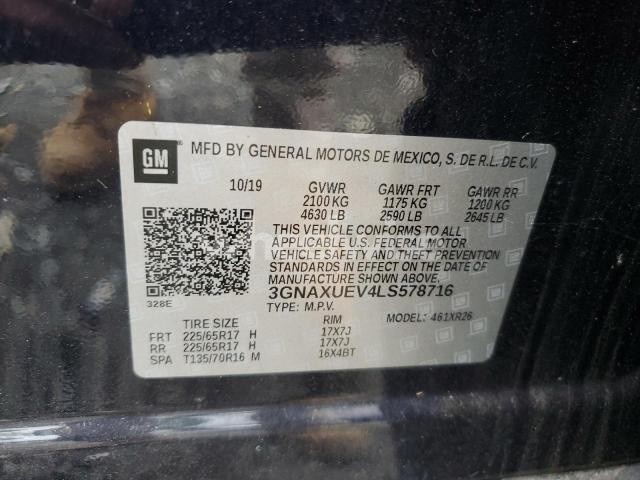 GM
MFD BY GENERAL MOTORS DE MEXICO, S. DE R.L. DE C.V.
10/19 GVWR GAWR FRT GAWR RR
2100 KG 1175 KG 1200 KG
4630 LB 2590 LB 2645 LB
THIS VEHICLE CONFORMS TO ALL
APPLICABLE U.S. FEDERAL MOTOR
VEHICLE SAFETY AND THEFT PREVENTION
STANDARDS IN EFFECT ON THE DATE OF
MANUFACTURE SHOWN ABOVE.
3GNAXUEV4LS578716
328E
TYPE: M.P.V. MODEL: 461XR26
TIRE SIZE RIM
FRT 225/65R17 H 17X7J
RR 225/65R17 H 17X7J
SPA T135/70R16 M 16X4BT